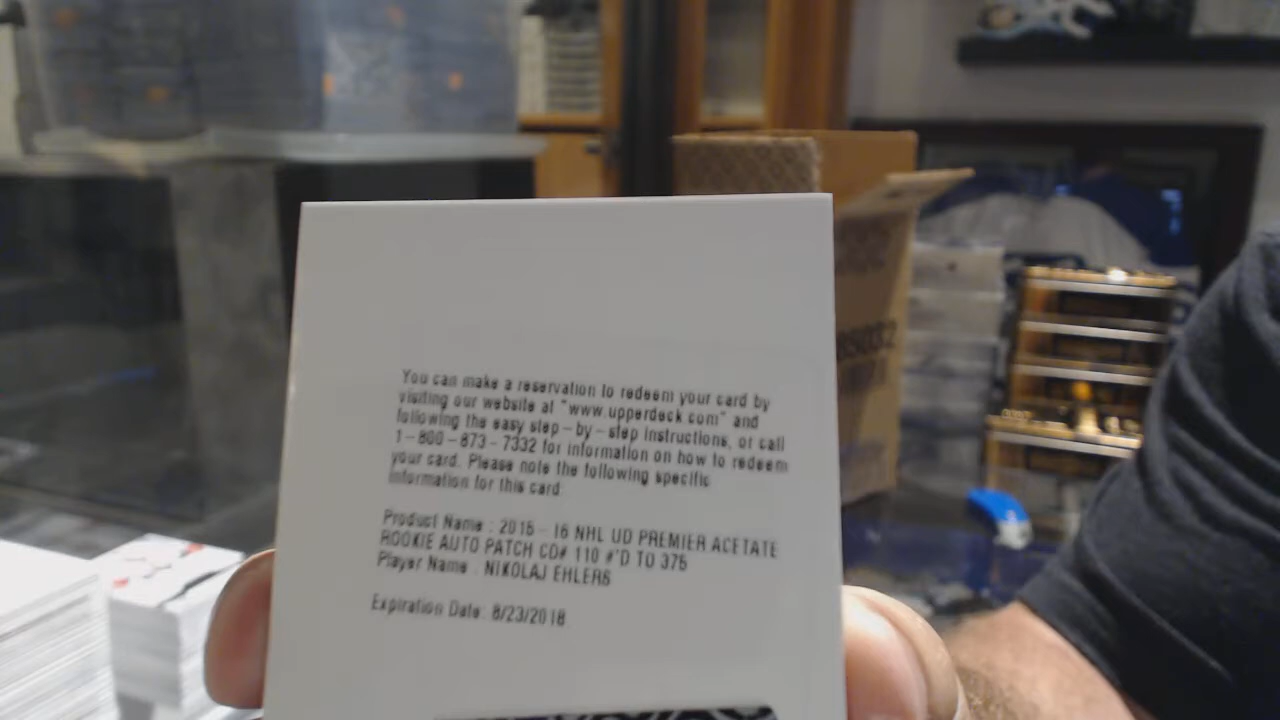 You can make a reservation to redeem your card by
visiting our website at "www.upperdeck.com" and
following the easy step-by-step instructions, or call
1-800-873-7332 for information on how to redeem
your card. Please note the following specific
information for this card:
Product Name : 2015 - 16 NHL UD PREMIER ACETATE
ROOKIE AUTO PATCH CD# 110 #'D TO 375
Player Name : NIKOLAJ EHLERS
Expiration Date: 8/23/2018